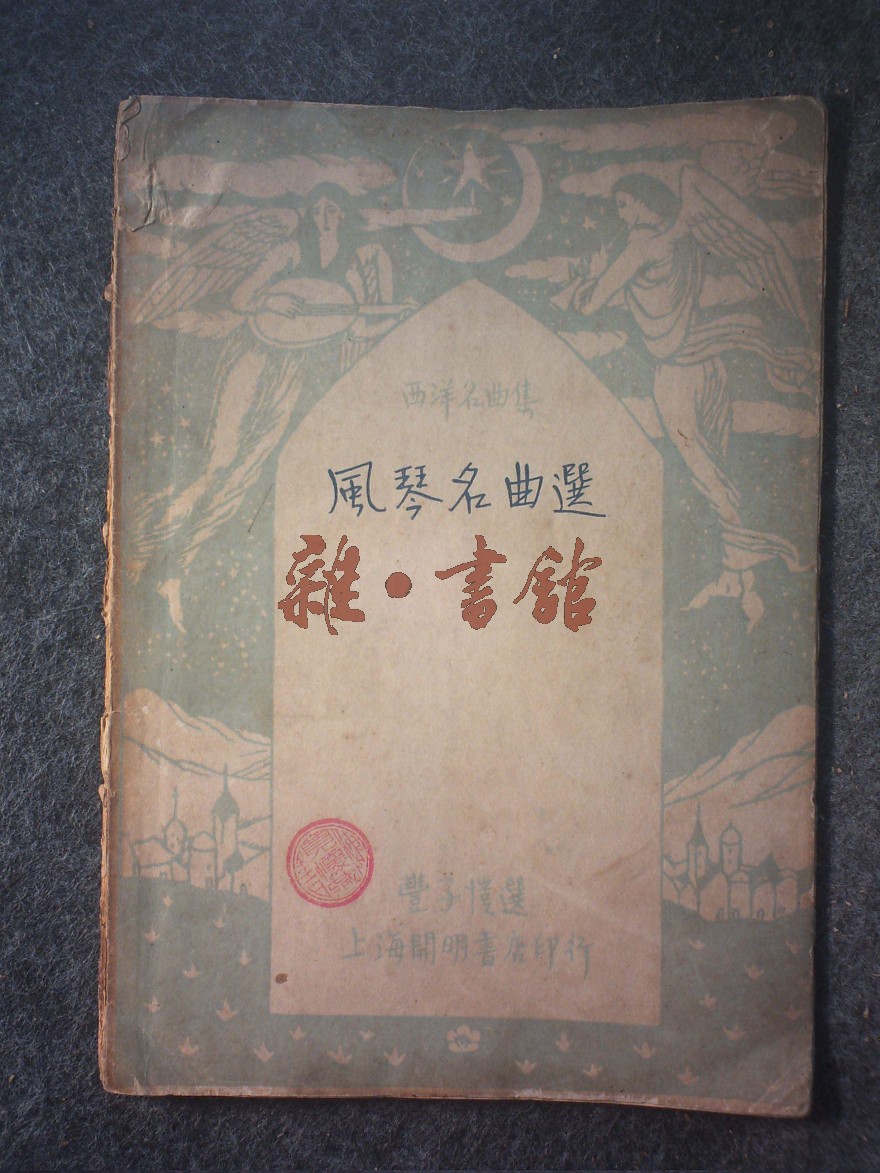 西洋名曲集
風琴名曲選
雜·書館
豐子愷選
上海開明書店印行